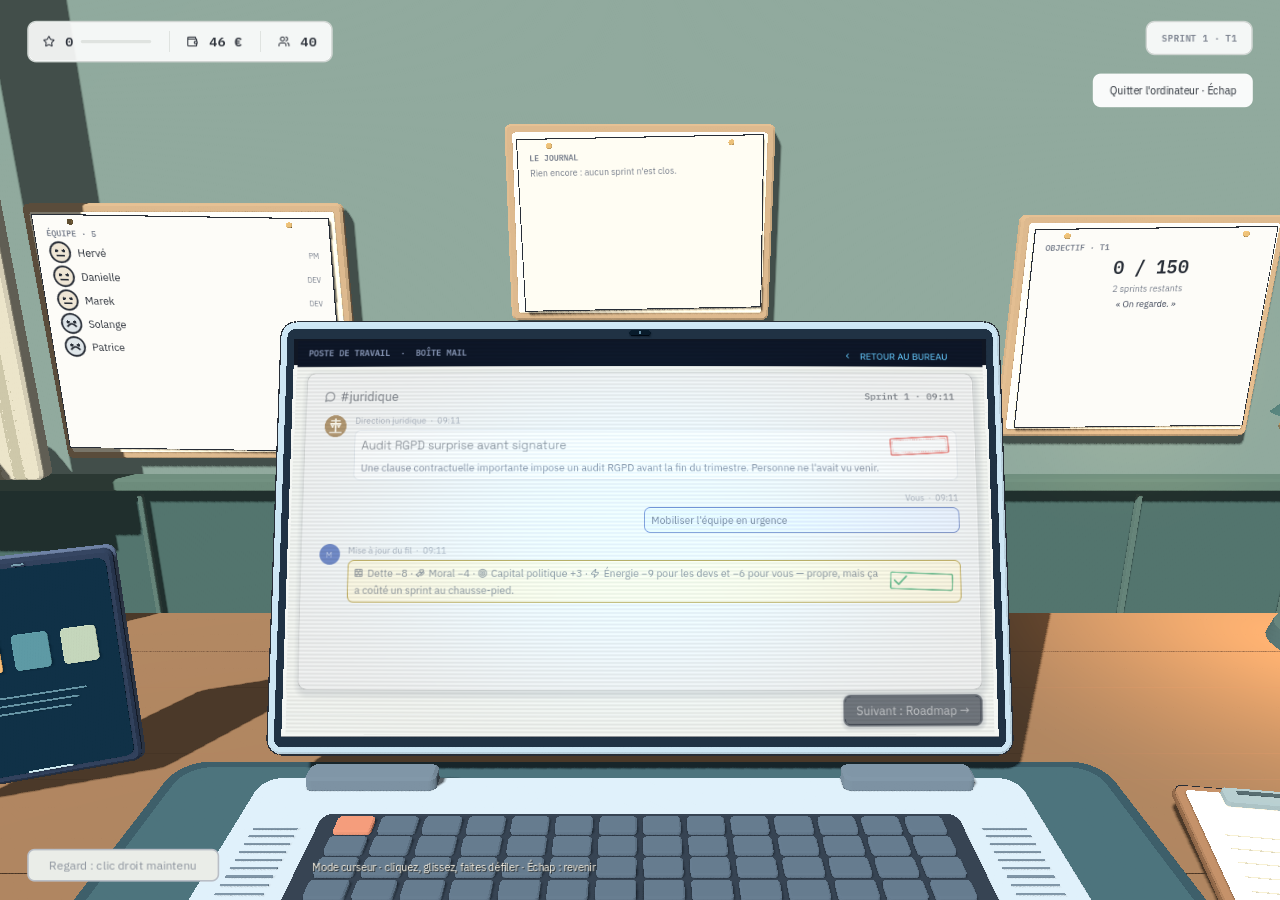 0
46 €
40
SPRINT 1 · T1
Quitter l'ordinateur · Échap
LE JOURNAL
Rien encore : aucun sprint n'est clos.
ÉQUIPE · 5
Hervé
PM
Danielle
DEV
Marek
DEV
Solange
Patrice
OBJECTIF · T1
0 / 150
2 sprints restants
« On regarde. »
POSTE DE TRAVAIL · BOÎTE MAIL
‹ RETOUR AU BUREAU
#juridique
Sprint 1 · 09:11
Direction juridique · 09:11
Audit RGPD surprise avant signature
Une clause contractuelle importante impose un audit RGPD avant la fin du trimestre. Personne ne l'avait vu venir.
Vous · 09:11
Mobiliser l'équipe en urgence
M
Mise à jour du fil · 09:11
Dette −8 · Moral −4 · Capital politique +3 · Énergie −9 pour les devs et −6 pour vous — propre, mais ça
a coûté un sprint au chausse-pied.
Suivant : Roadmap →
Regard : clic droit maintenu
Mode curseur · cliquez, glissez, faites défiler · Échap : revenir